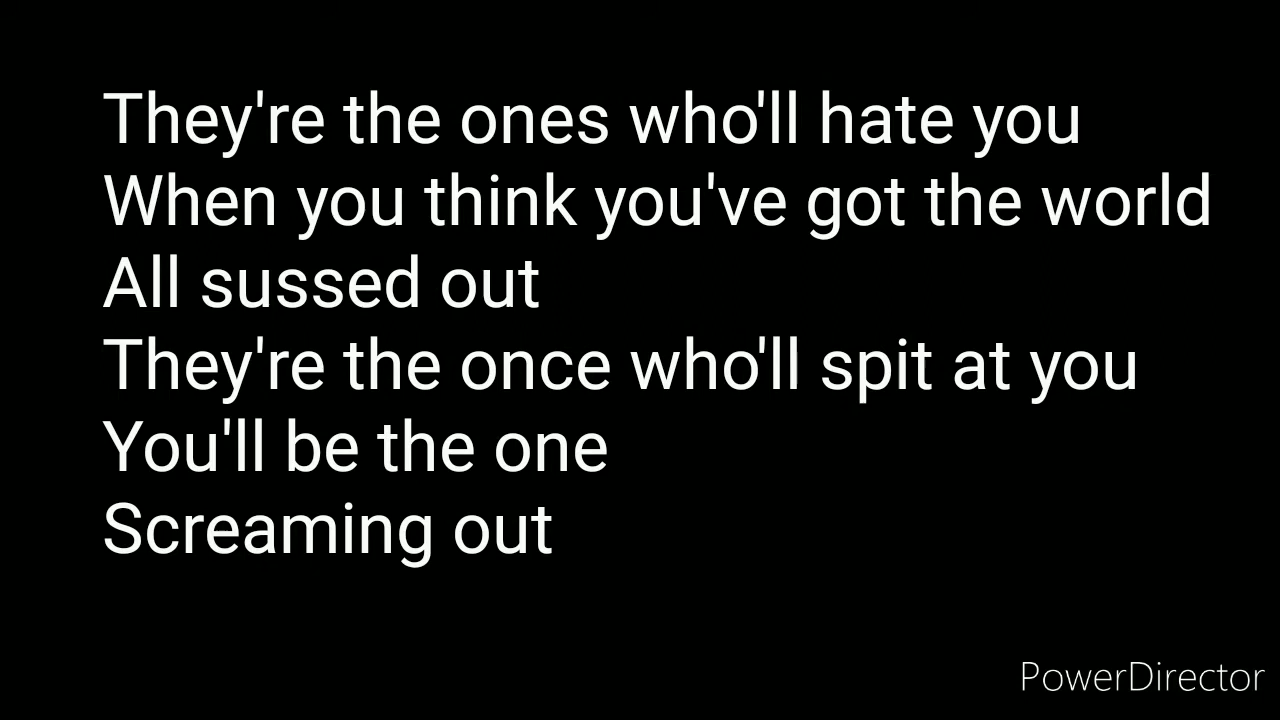 They're the ones who'll hate you
When you think you've got the world
All sussed out
They're the once who'll spit at you
You'll be the one
Screaming out
PowerDirector